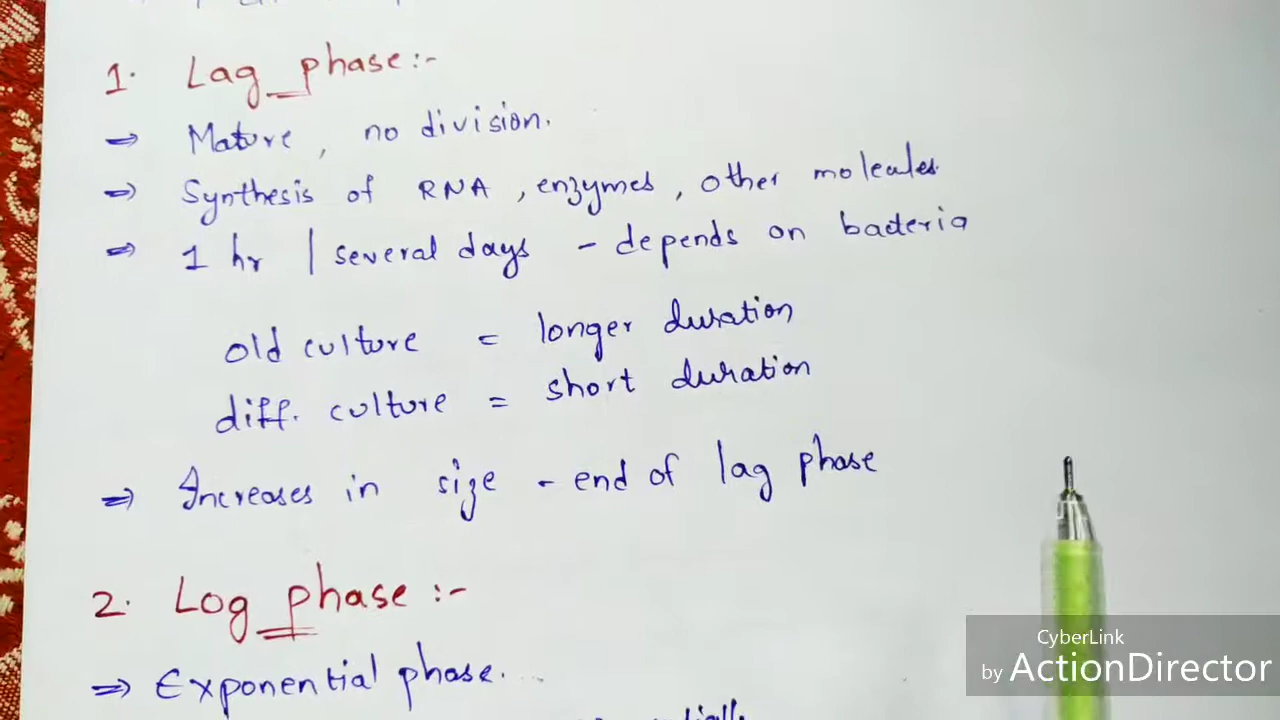 1. Lag phase :-
⇒ Mature, no division.
⇒ Synthesis of RNA, enzymes, other molecules.
⇒ 1 hr / several days - depends on bacteria
old culture = longer duration
diff. culture = short duration
⇒ Increases in size - end of lag phase
2. Log phase :-
⇒ Exponential phase.
CyberLink
by ActionDirector